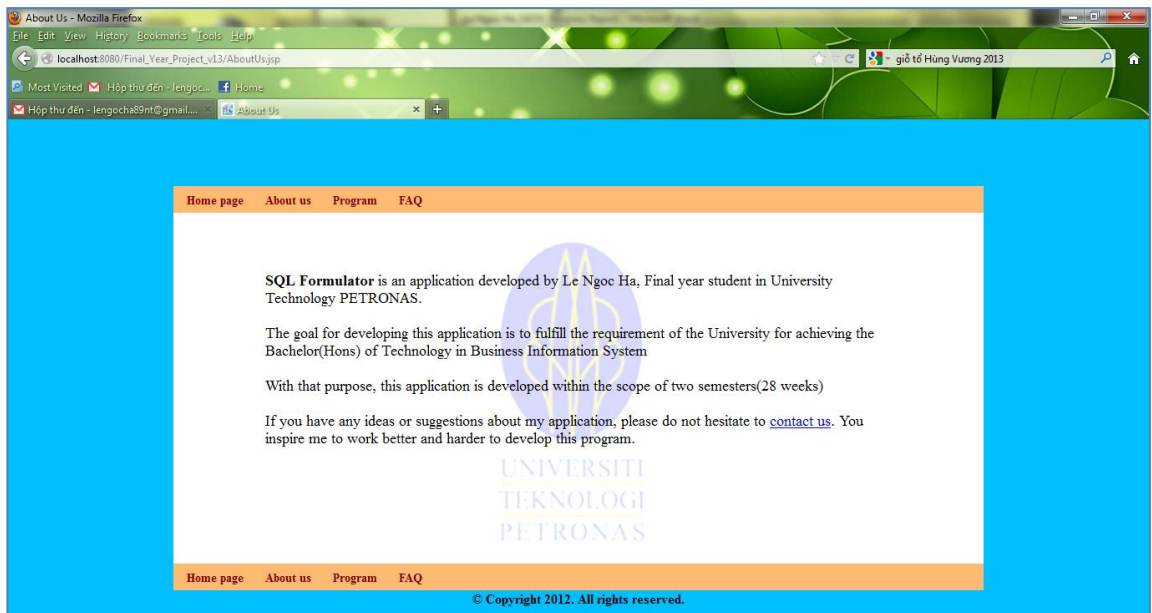 About Us - Mozilla Firefox
File Edit View History Bookmarks Tools Help
localhost:8080/Final_Year_Project_v13/AboutUs.jsp
giỗ tổ Hùng Vương 2013
Most Visited Hộp thư đến - lengoc... Home
Hộp thư đến - lengocha89nt@gmail.... About Us
Home page About us Program FAQ
SQL Formulator is an application developed by Le Ngoc Ha, Final year student in University
Technology PETRONAS.
The goal for developing this application is to fulfill the requirement of the University for achieving the
Bachelor(Hons) of Technology in Business Information System
With that purpose, this application is developed within the scope of two semesters(28 weeks)
If you have any ideas or suggestions about my application, please do not hesitate to contact us. You
inspire me to work better and harder to develop this program.
UNIVERSITI
TEKNOLOGI
PETRONAS
Home page About us Program FAQ
© Copyright 2012. All rights reserved.